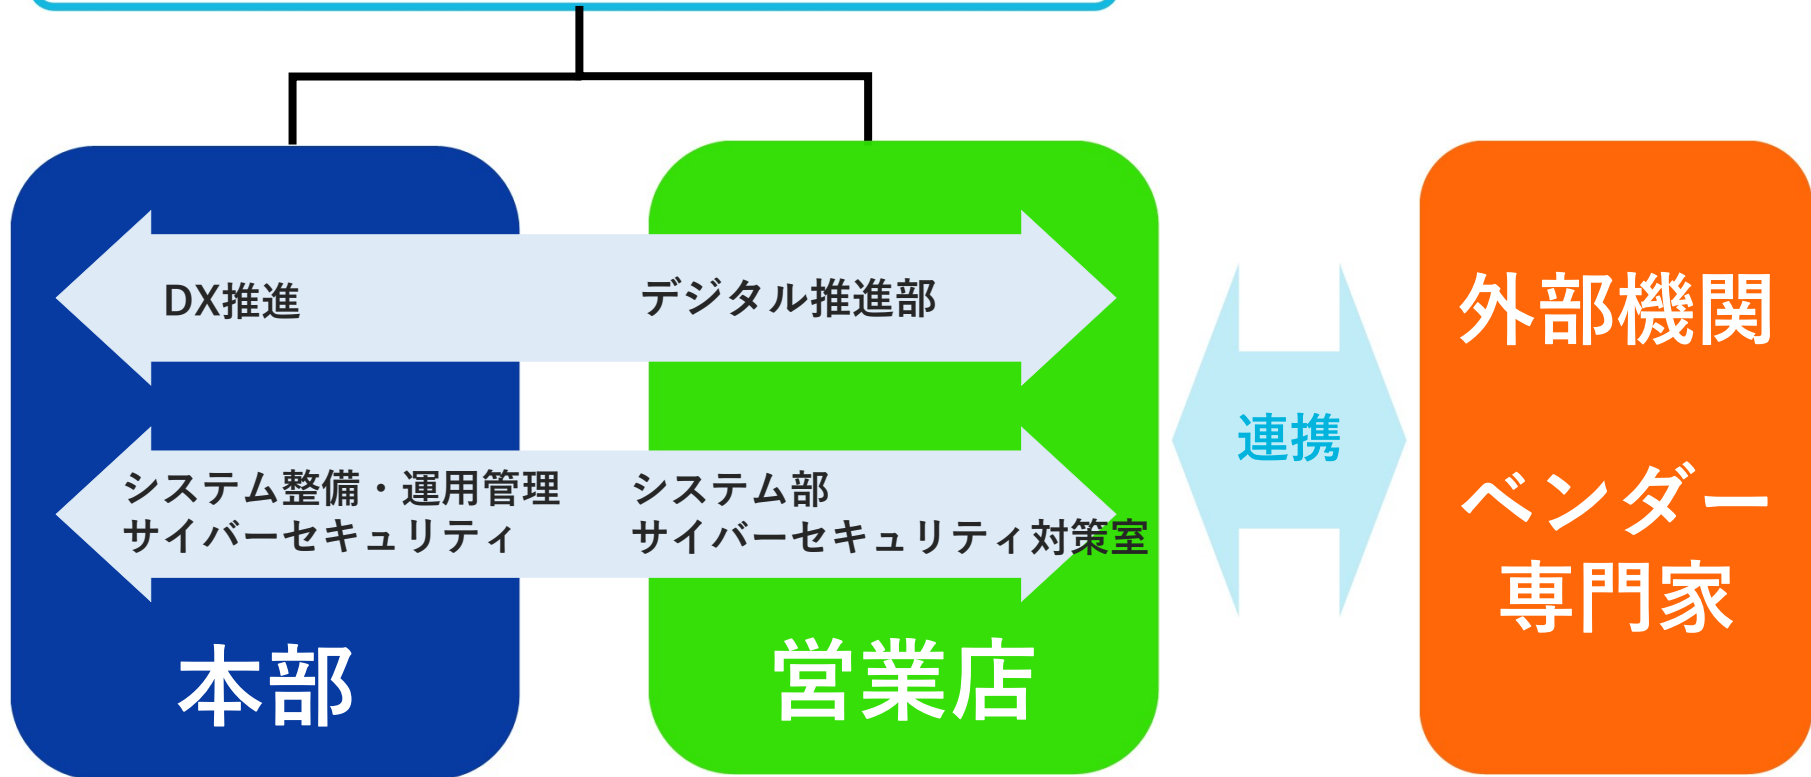 DX推進
デジタル推進部
システム整備・運用管理
サイバーセキュリティ
システム部
サイバーセキュリティ対策室
本部
営業店
連携
外部機関
ベンダー
専門家